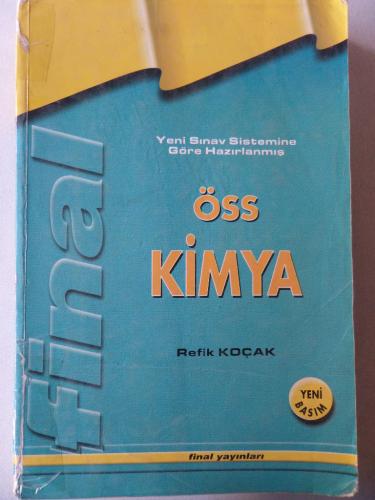 final
Yeni Sınav Sistemine
Göre Hazırlanmış
ÖSS
KİMYA
Refik KOÇAK
YENİ
BASIM
final yayınları